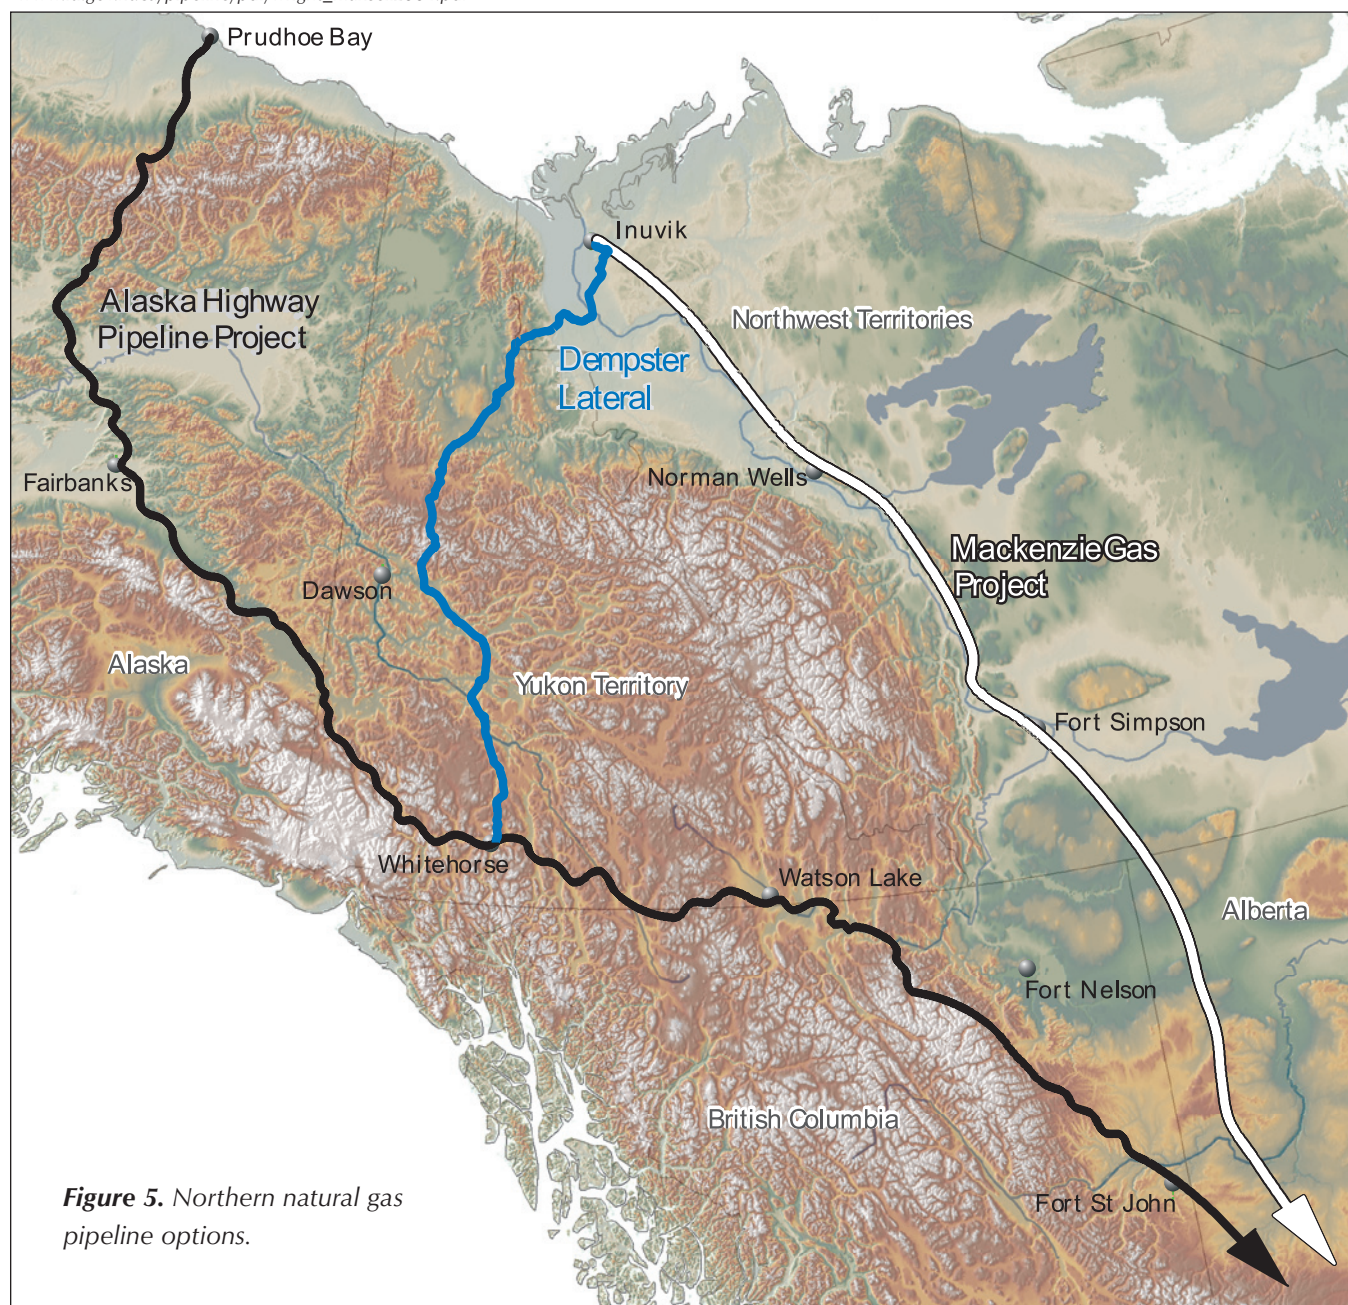 Prudhoe Bay
Inuvik
Alaska Highway
Pipeline Project
Northwest Territories
Dempster
Lateral
Norman Wells
Fairbanks
Mackenzie Gas
Project
Dawson
Alaska
Yukon Territory
Fort Simpson
Whitehorse
Watson Lake
Alberta
Fort Nelson
British Columbia
Fort St John
Figure 5. Northern natural gas
pipeline options.